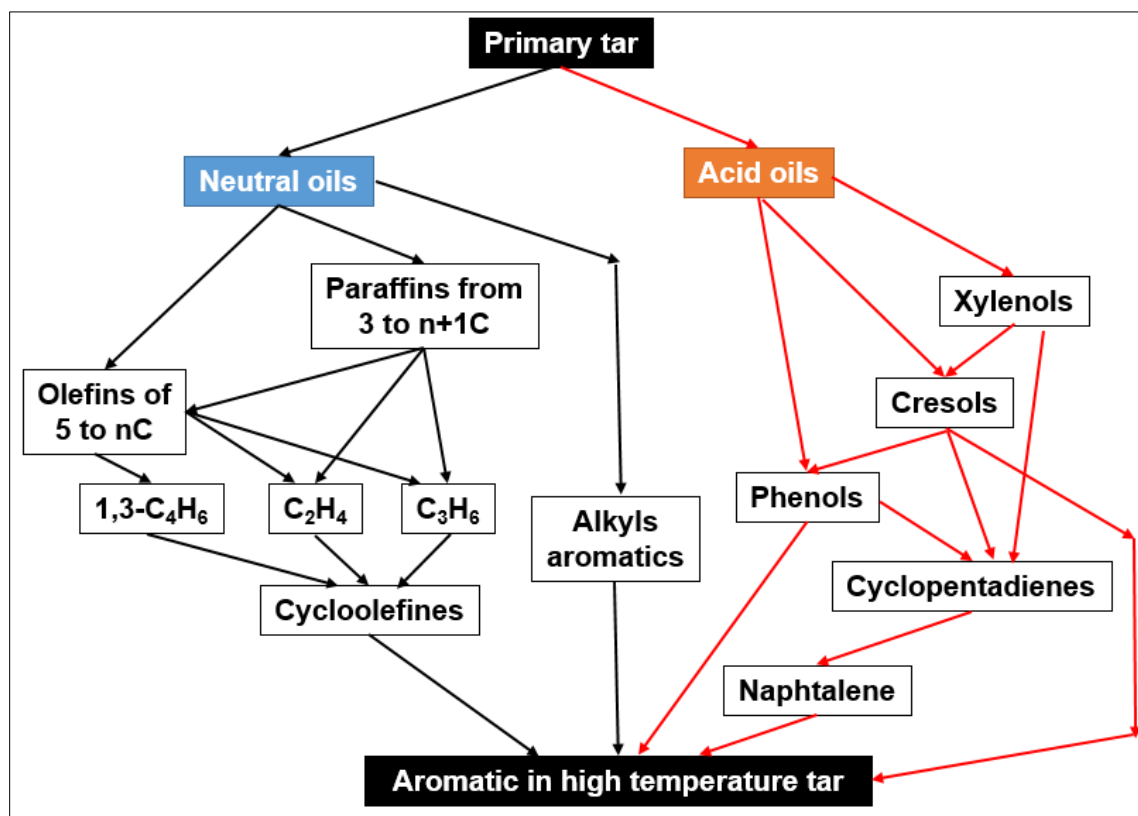 Primary tar
Neutral oils
Acid oils
Paraffins from
3 to n+1C
Xylenols
Olefins of
5 to nC
Cresols
1,3-C₄H₆
C₂H₄
C₃H₆
Alkyls
aromatics
Phenols
Cyclopentadienes
Cycloolefines
Naphtalene
Aromatic in high temperature tar